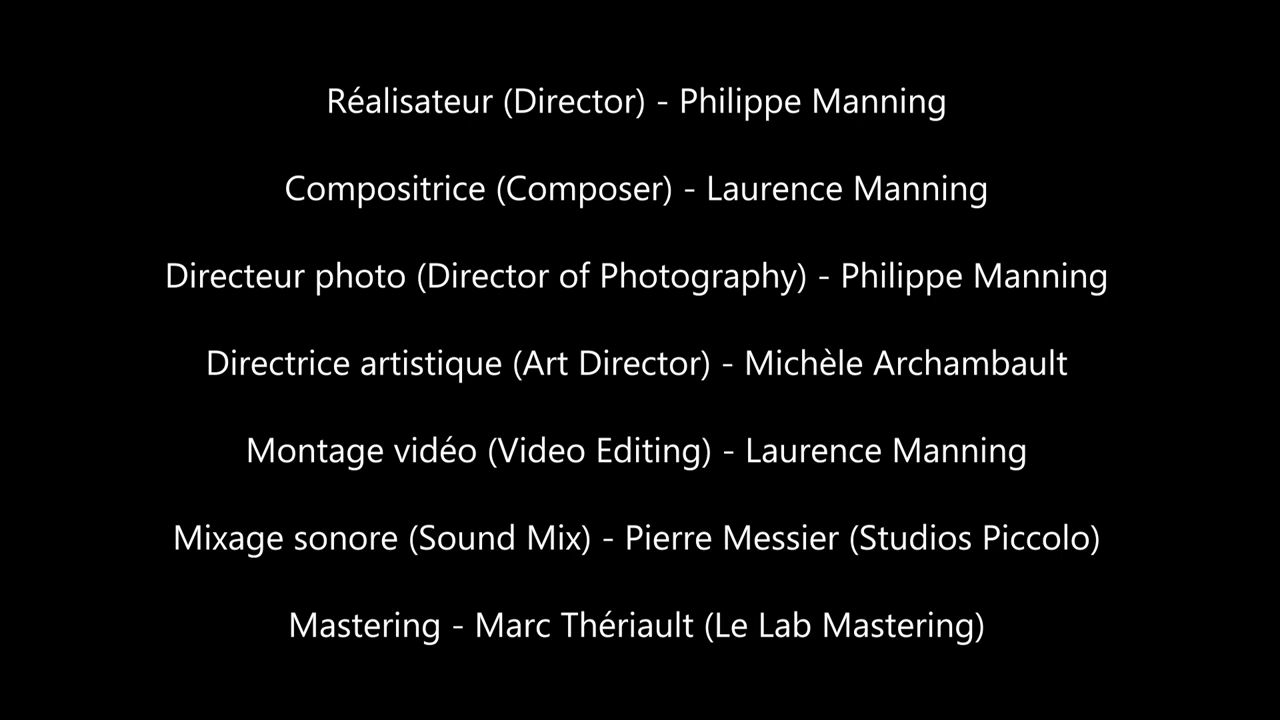 Réalisateur (Director) - Philippe Manning
Compositrice (Composer) - Laurence Manning
Directeur photo (Director of Photography) - Philippe Manning
Directrice artistique (Art Director) - Michèle Archambault
Montage vidéo (Video Editing) - Laurence Manning
Mixage sonore (Sound Mix) - Pierre Messier (Studios Piccolo)
Mastering - Marc Thériault (Le Lab Mastering)